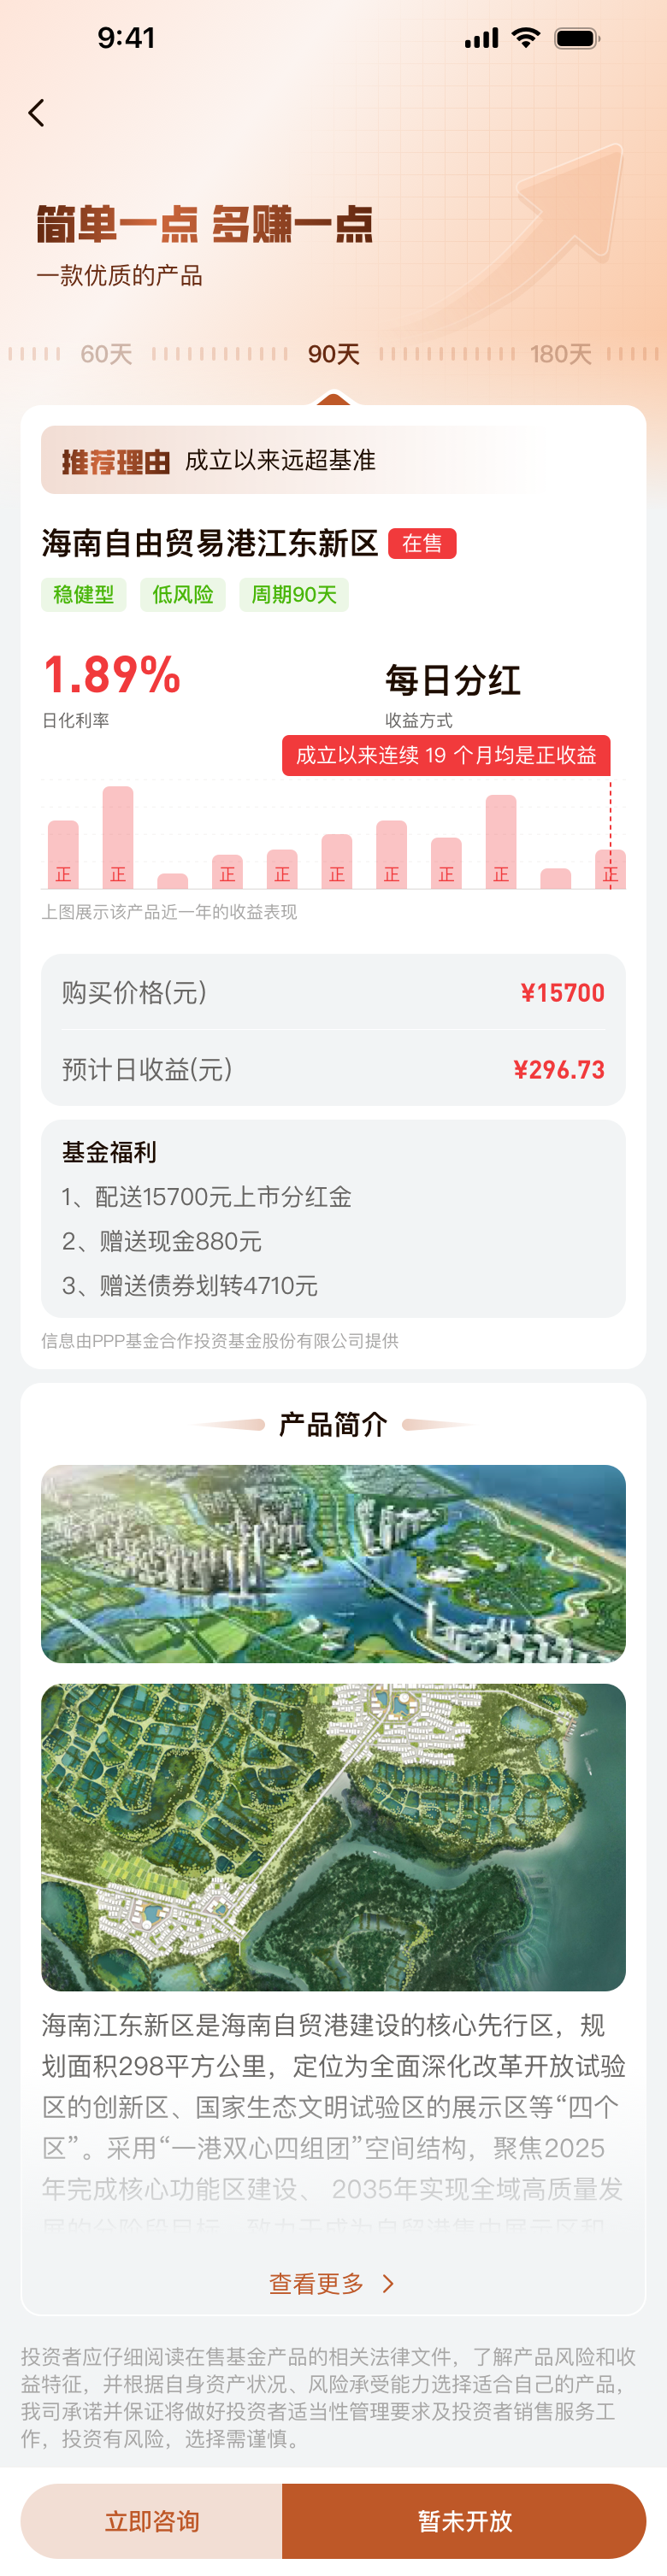 9:41
简单一点 多赚一点
一款优质的产品
60天 90天 180天
推荐理由 成立以来远超基准
海南自由贸易港江东新区 在售
稳健型 低风险 周期90天
1.89% 每日分红
日化利率 收益方式
成立以来连续 19 个月均是正收益
正 正 正 正 正 正 正 正 正
上图展示该产品近一年的收益表现
购买价格(元) ¥15700
预计日收益(元) ¥296.73
基金福利
1、配送15700元上市分红金
2、赠送现金880元
3、赠送债券划转4710元
信息由PPP基金合作投资基金股份有限公司提供
产品简介
海南江东新区是海南自贸港建设的核心先行区，规
划面积298平方公里，定位为全面深化改革开放试验
区的创新区、国家生态文明试验区的展示区等“四个
区”。采用“一港双心四组团”空间结构，聚焦2025
年完成核心功能区建设、 2035年实现全域高质量发
查看更多
投资者应仔细阅读在售基金产品的相关法律文件，了解产品风险和收
益特征，并根据自身资产状况、风险承受能力选择适合自己的产品，
我司承诺并保证将做好投资者适当性管理要求及投资者销售服务工
作，投资有风险，选择需谨慎。
立即咨询 暂未开放